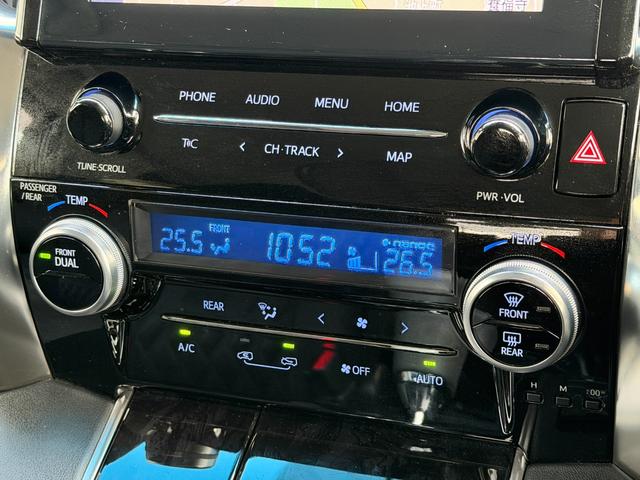 PHONE AUDIO MENU HOME
T®C < CH·TRACK > MAP
TUNE·SCROLL
PWR·VOL
PASSENGER
/REAR
TEMP
TEMP
FRONT
25.5 10:52 26.5
nanoe
FRONT
DUAL
REAR < >
FRONT
REAR
A/C
OFF
AUTO
H M :00